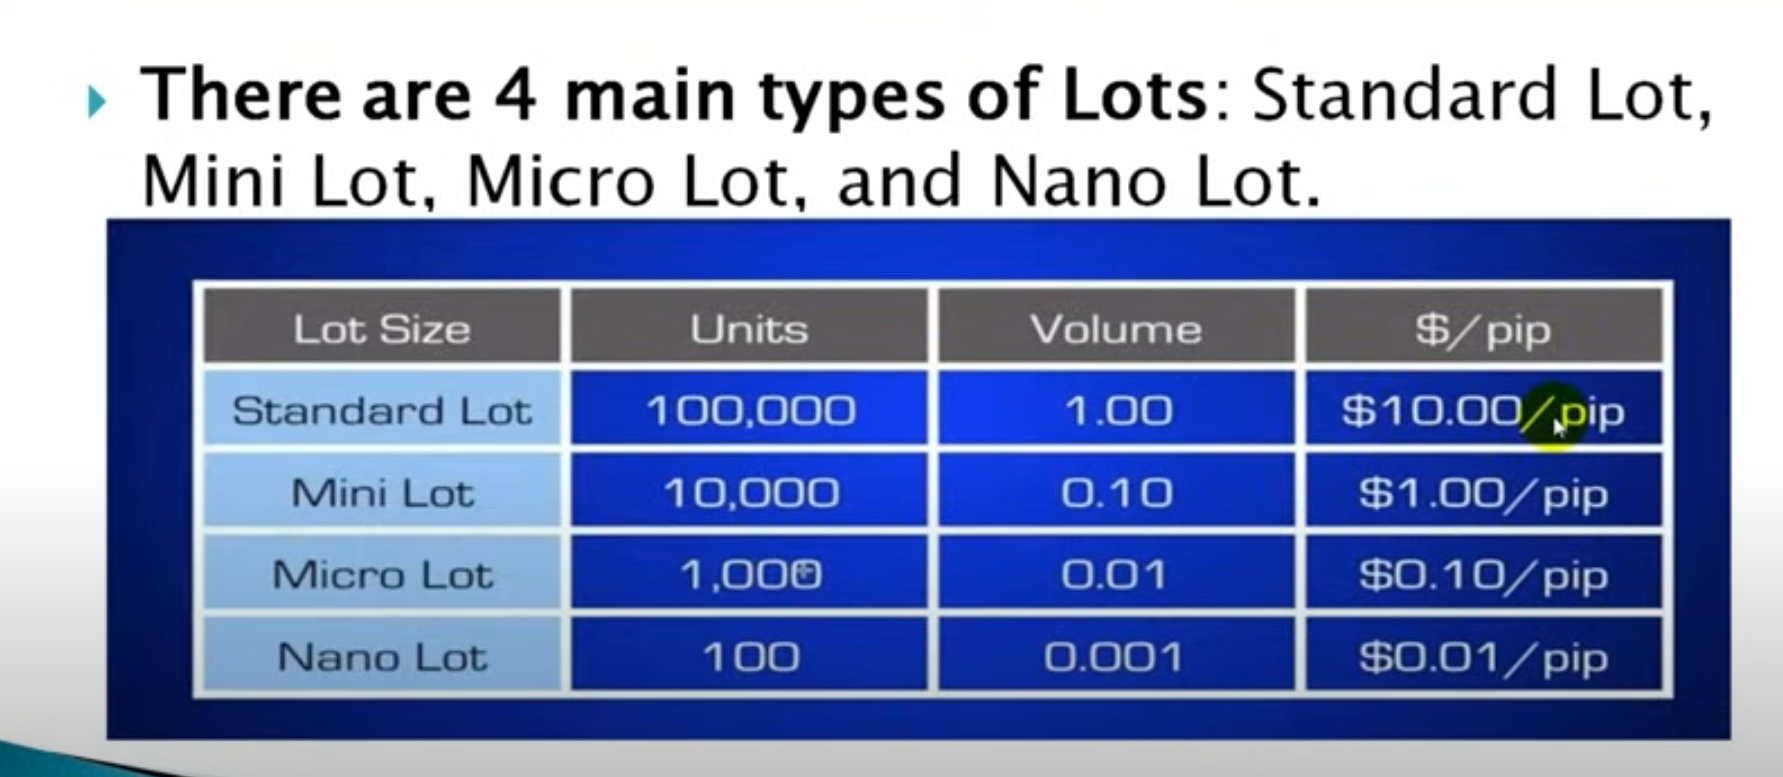 There are 4 main types of Lots: Standard Lot,
Mini Lot, Micro Lot, and Nano Lot.
Lot Size Units Volume $/pip
Standard Lot 100,000 1.00 $10.00/pip
Mini Lot 10,000 0.10 $1.00/pip
Micro Lot 1,000 0.01 $0.10/pip
Nano Lot 100 0.001 $0.01/pip